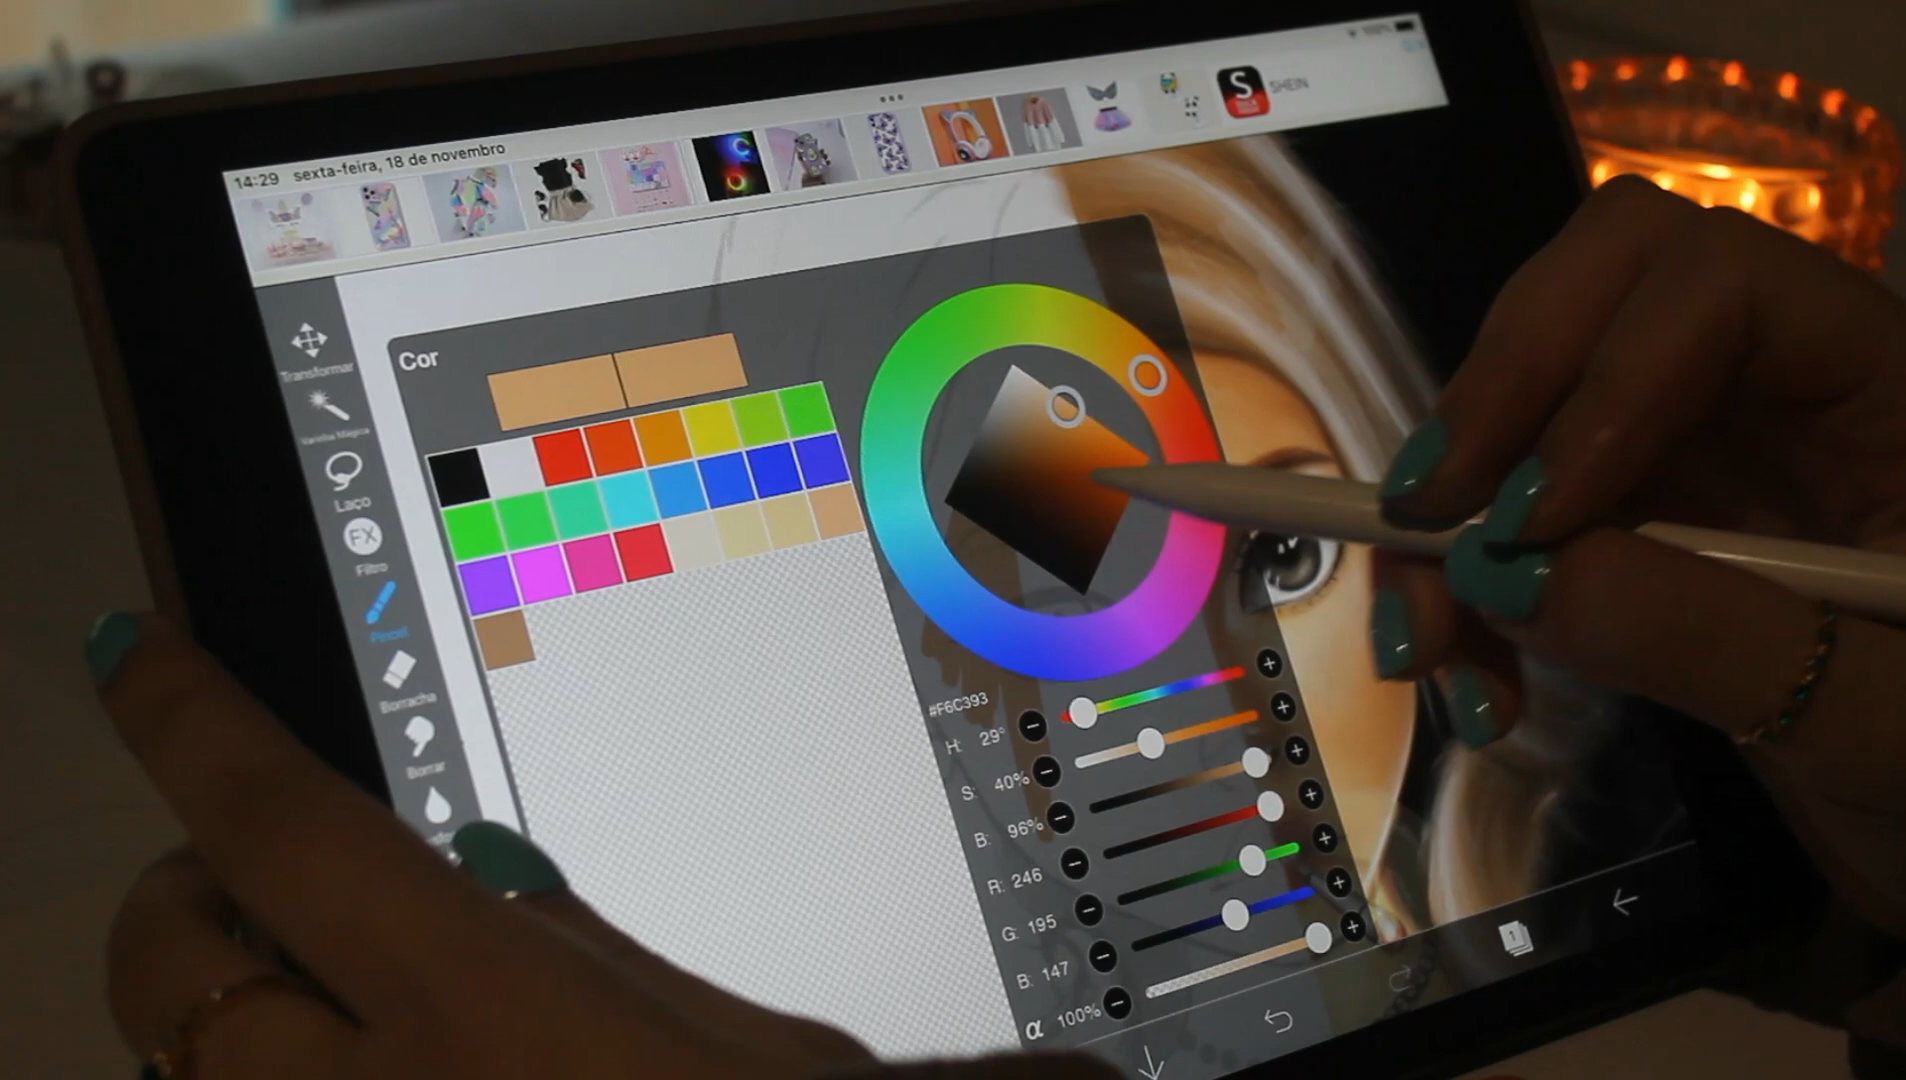 14:29 sexta-feira, 18 de novembro
S
SHEIN
Transformar
Varinha Mágica
Laço
FX
Filtro
Pincel
Borracha
Borrar
Cor
#F6C393
H: 29°
S: 40%
B: 96%
R: 246
G: 195
B: 147
α 100%
1